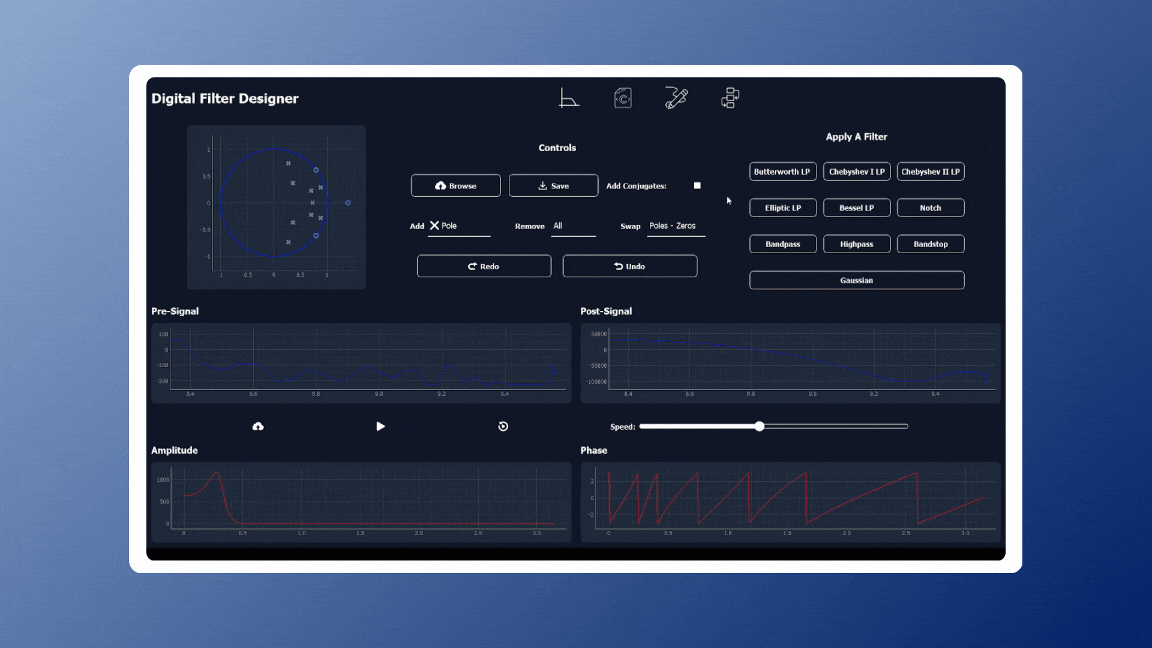 Digital Filter Designer
Controls
Browse
Save
Add Conjugates:
Add Pole
Remove All
Swap Poles - Zeros
Redo
Undo
Apply A Filter
Butterworth LP
Chebyshev I LP
Chebyshev II LP
Elliptic LP
Bessel LP
Notch
Bandpass
Highpass
Bandstop
Gaussian
1
0.5
0
-0.5
-1
1 0.5 0 0.5 1
Pre-Signal
100
0
-100
-200
8.4 8.6 8.8 9.0 9.2 9.4
Post-Signal
50000
0
-50000
100000
8.4 8.6 8.8 9.0 9.2 9.4
Speed:
Amplitude
1000
500
0
0 0.5 1.0 1.5 2.0 2.5 3.0
Phase
2
0
-2
0 0.5 1.0 1.5 2.0 2.5 3.0